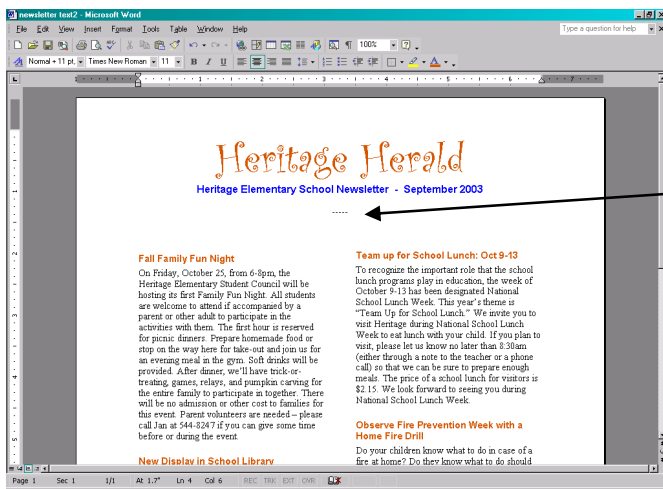 newsletter text2 - Microsoft Word
File Edit View Insert Format Tools Table Window Help
Type a question for help
100%
Normal + 11 pt, Times New Roman 11 B I U
1 2 3 4 5 6 7
Heritage Herald
Heritage Elementary School Newsletter - September 2003
-----
Fall Family Fun Night
On Friday, October 25, from 6-8pm, the
Heritage Elementary Student Council will be
hosting its first Family Fun Night. All students
are welcome to attend if accompanied by a
parent or other adult to participate in the
activities with them. The first hour is reserved
for picnic dinners. Prepare homemade food or
stop on the way here for take-out and join us for
an evening meal in the gym. Soft drinks will be
provided. After dinner, we'll have trick-or-
treating, games, relays, and pumpkin carving for
the entire family to participate in together. There
will be no admission or other cost to families for
this event. Parent volunteers are needed – please
call Jan at 544-8247 if you can give some time
before or during the event.
New Display in School Library
Team up for School Lunch: Oct 9-13
To recognize the important role that the school
lunch programs play in education, the week of
October 9-13 has been designated National
School Lunch Week. This year's theme is
"Team Up for School Lunch." We invite you to
visit Heritage during National School Lunch
Week to eat lunch with your child. If you plan to
visit, please let us know no later than 8:30am
(either through a note to the teacher or a phone
call) so that we can be sure to prepare enough
meals. The price of a school lunch for visitors is
$2.15. We look forward to seeing you during
National School Lunch Week.
Observe Fire Prevention Week with a
Home Fire Drill
Do your children know what to do in case of a
fire at home? Do they know what to do should
Page 1 Sec 1 1/1 At 1.7" Ln 4 Col 6 REC TRK EXT OVR